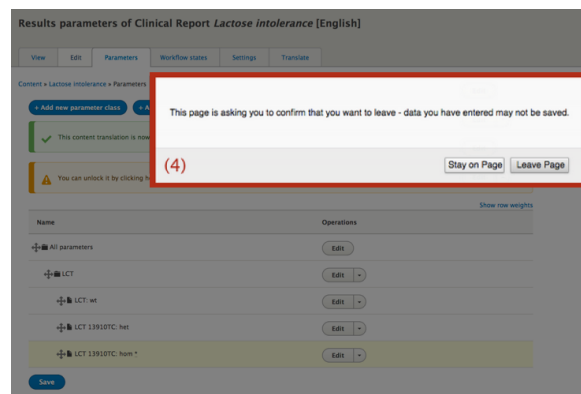 Results parameters of Clinical Report Lactose intolerance [English]
View Edit Parameters Workflow states Settings Translate
Content » Lactose intolerance » Parameters
+ Add new parameter class + A
This page is asking you to confirm that you want to leave - data you have entered may not be saved.
This content translation is now
(4)
Stay on Page Leave Page
You can unlock it by clicking h
Show row weights
Name Operations
All parameters Edit
LCT Edit
LCT: wt Edit
LCT 13910TC: het Edit
LCT 13910TC: hom * Edit
Save